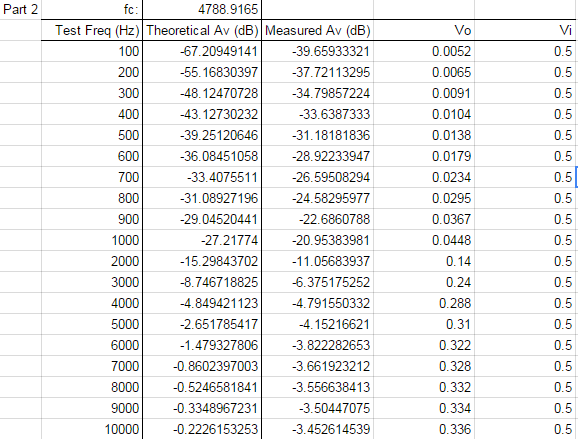 Part 2 fc: 4788.9165
Test Freq (Hz) Theoretical Av (dB) Measured Av (dB) Vo Vi
100 -67.20949141 -39.65933321 0.0052 0.5
200 -55.16830397 -37.72113295 0.0065 0.5
300 -48.12470728 -34.79857224 0.0091 0.5
400 -43.12730232 -33.6387333 0.0104 0.5
500 -39.25120646 -31.18181836 0.0138 0.5
600 -36.08451058 -28.92233947 0.0179 0.5
700 -33.4075511 -26.59508294 0.0234 0.5
800 -31.08927196 -24.58295977 0.0295 0.5
900 -29.04520441 -22.6860788 0.0367 0.5
1000 -27.21774 -20.95383981 0.0448 0.5
2000 -15.29843702 -11.05683937 0.14 0.5
3000 -8.746718825 -6.375175252 0.24 0.5
4000 -4.849421123 -4.791550332 0.288 0.5
5000 -2.651785417 -4.15216621 0.31 0.5
6000 -1.479327806 -3.822282653 0.322 0.5
7000 -0.8602397003 -3.661923212 0.328 0.5
8000 -0.5246581841 -3.556638413 0.332 0.5
9000 -0.3348967231 -3.50447075 0.334 0.5
10000 -0.2226153253 -3.452614539 0.336 0.5